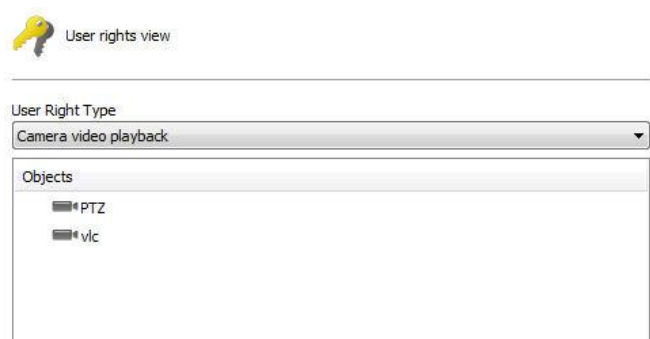 User rights view
User Right Type
Camera video playback
Objects
PTZ
vlc